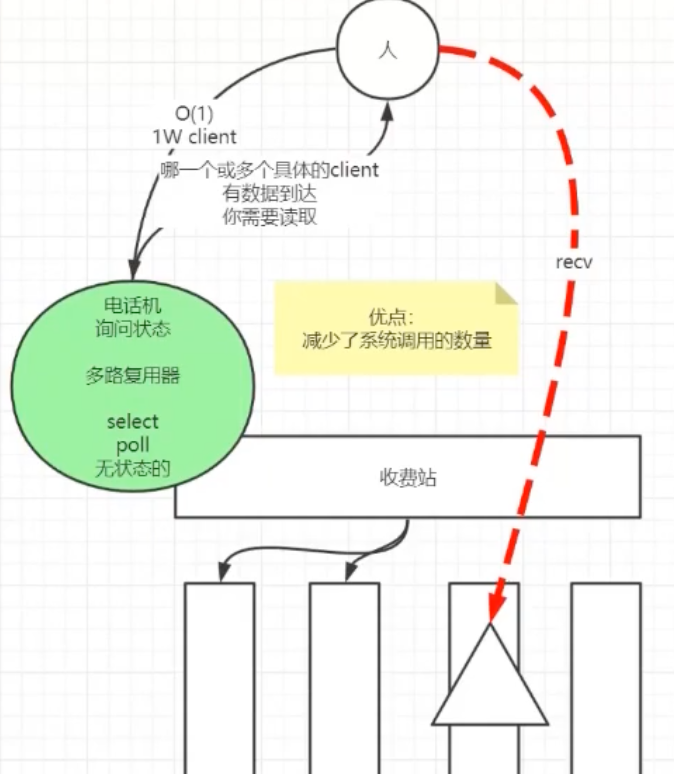 人
O(1)
1W client
哪一个或多个具体的client
有数据到达
你需要读取
recv
电话机
询问状态
多路复用器
select
poll
无状态的
优点：
减少了系统调用的数量
收费站